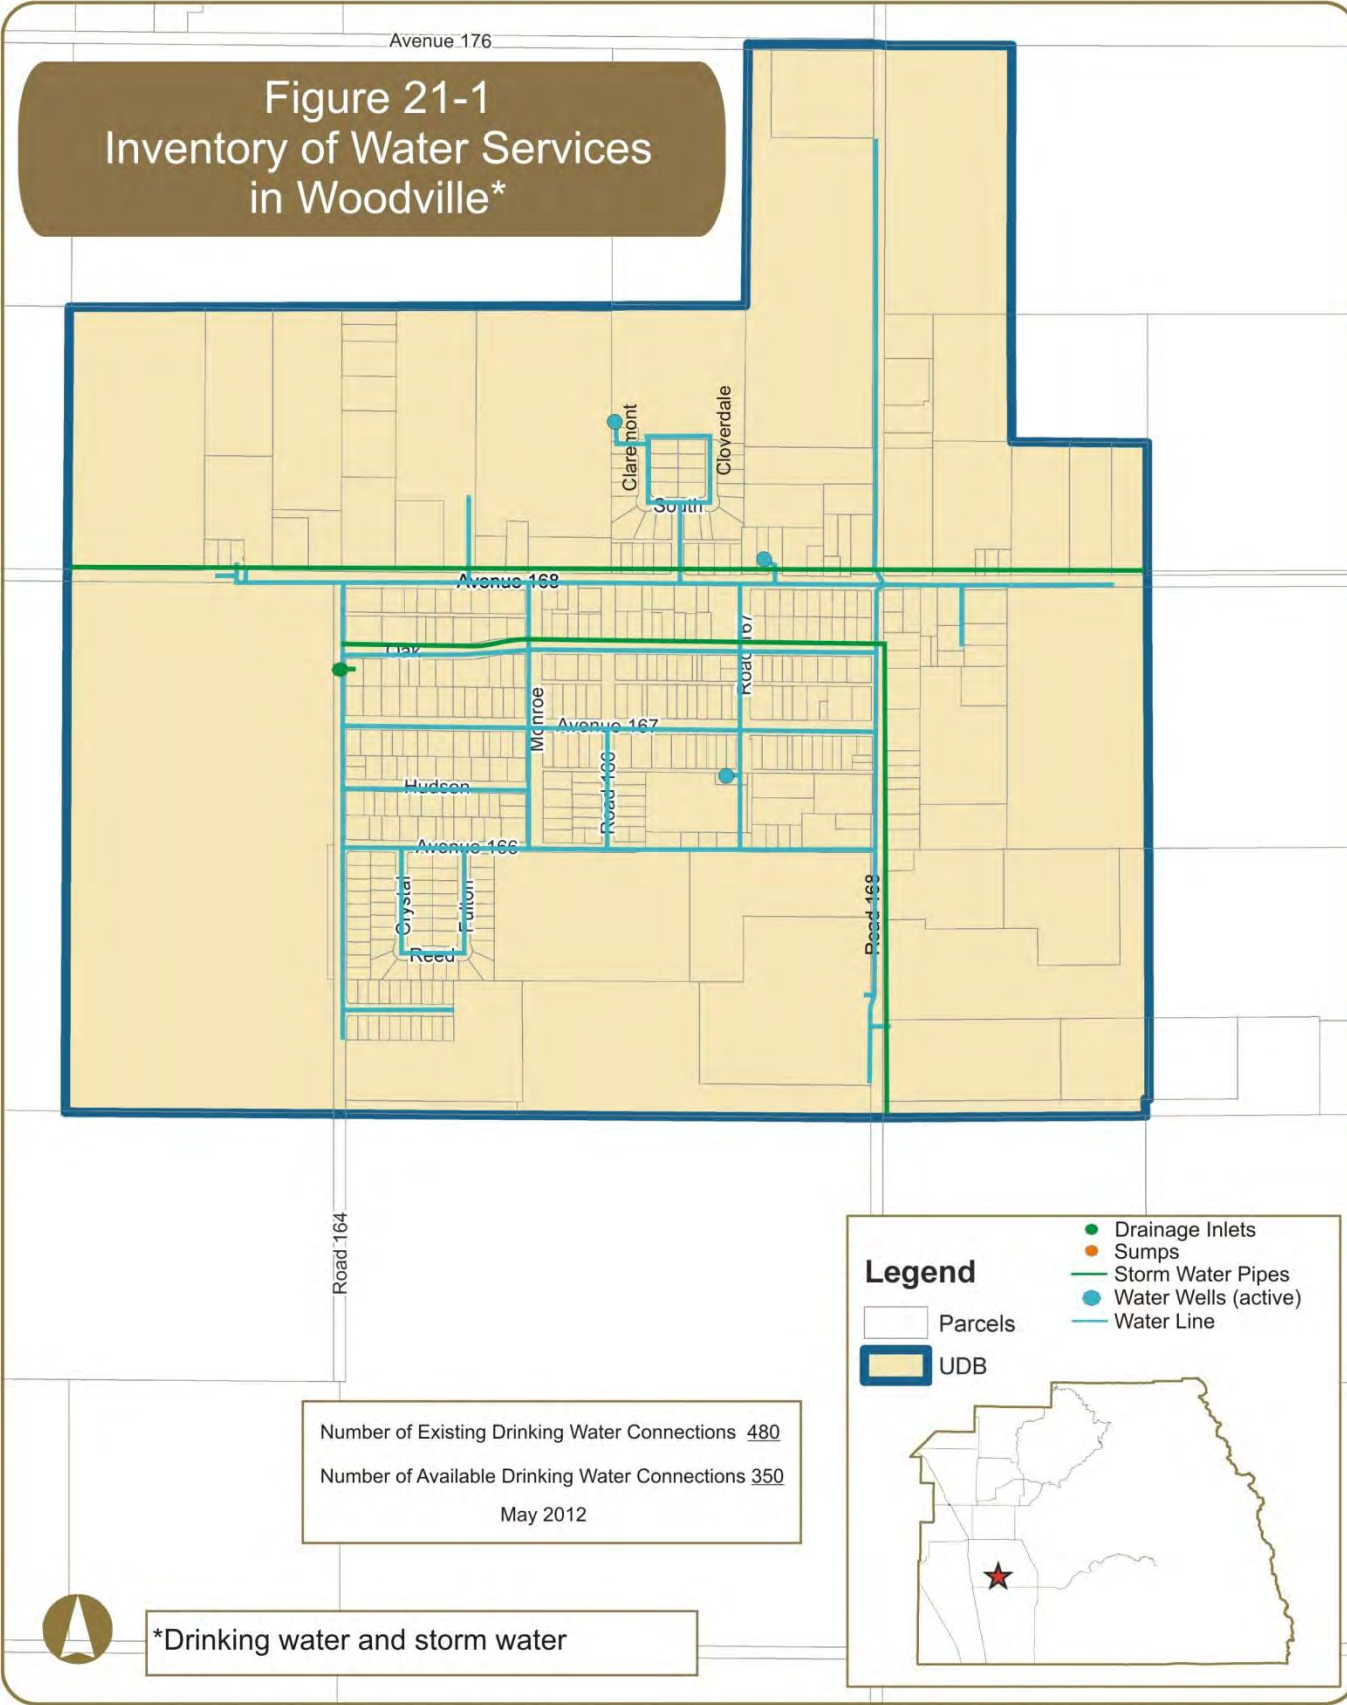 Avenue 176
Figure 21-1
Inventory of Water Services
in Woodville*
Claremont
Cloverdale
South
Avenue 168
Oak
Road 167
Monroe
Avenue 167
Hudson
Road 166
Avenue 166
Crystal
Fulton
Reed
Road 168
Road 164
Legend
Parcels
UDB
Drainage Inlets
Sumps
Storm Water Pipes
Water Wells (active)
Water Line
Number of Existing Drinking Water Connections 480
Number of Available Drinking Water Connections 350
May 2012
*Drinking water and storm water